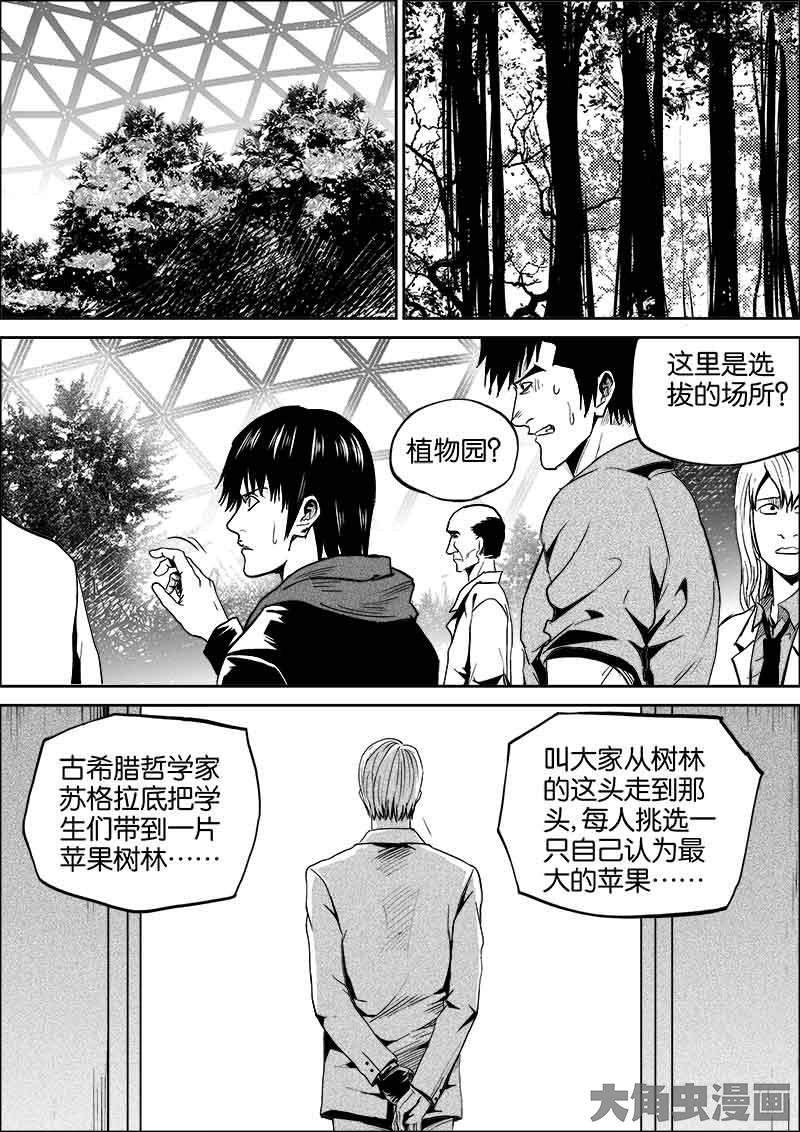 这里是选
拔的场所?
植物园?
古希腊哲学家
苏格拉底把学
生们带到一片
苹果树林……
叫大家从树林
的这头走到那
头,每人挑选一
只自己认为最
大的苹果……
大角虫漫画